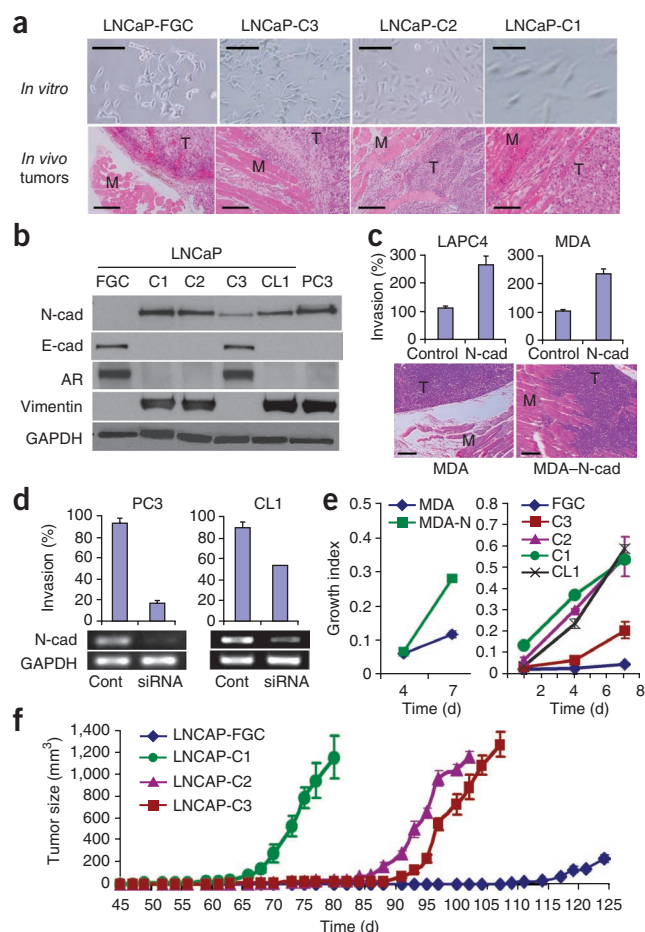 a
LNCaP-FGC LNCaP-C3 LNCaP-C2 LNCaP-C1
In vitro
In vivo
tumors
T
M
T
M
M
T
M
T
b
LNCaP
FGC C1 C2 C3 CL1 PC3
N-cad
E-cad
AR
Vimentin
GAPDH
c
LAPC4 MDA
Invasion (%)
300
200
100
0
300
200
100
0
Control N-cad Control N-cad
T
M
T
M
MDA MDA–N-cad
d
PC3 CL1
Invasion (%)
100
80
60
40
20
0
100
80
60
40
20
0
N-cad
GAPDH
Cont siRNA Cont siRNA
e
MDA
MDA-N
Growth index
0.5
0.4
0.3
0.2
0.1
0
4 7
Time (d)
FGC
C3
C2
C1
CL1
0.8
0.7
0.6
0.5
0.4
0.3
0.2
0.1
0
0 2 4 6 8
Time (d)
f
LNCAP-FGC
LNCAP-C1
LNCAP-C2
LNCAP-C3
Tumor size (mm³)
1,400
1,200
1,000
800
600
400
200
0
45 50 55 60 65 70 75 80 85 90 95 100 105 110 115 120 125
Time (d)